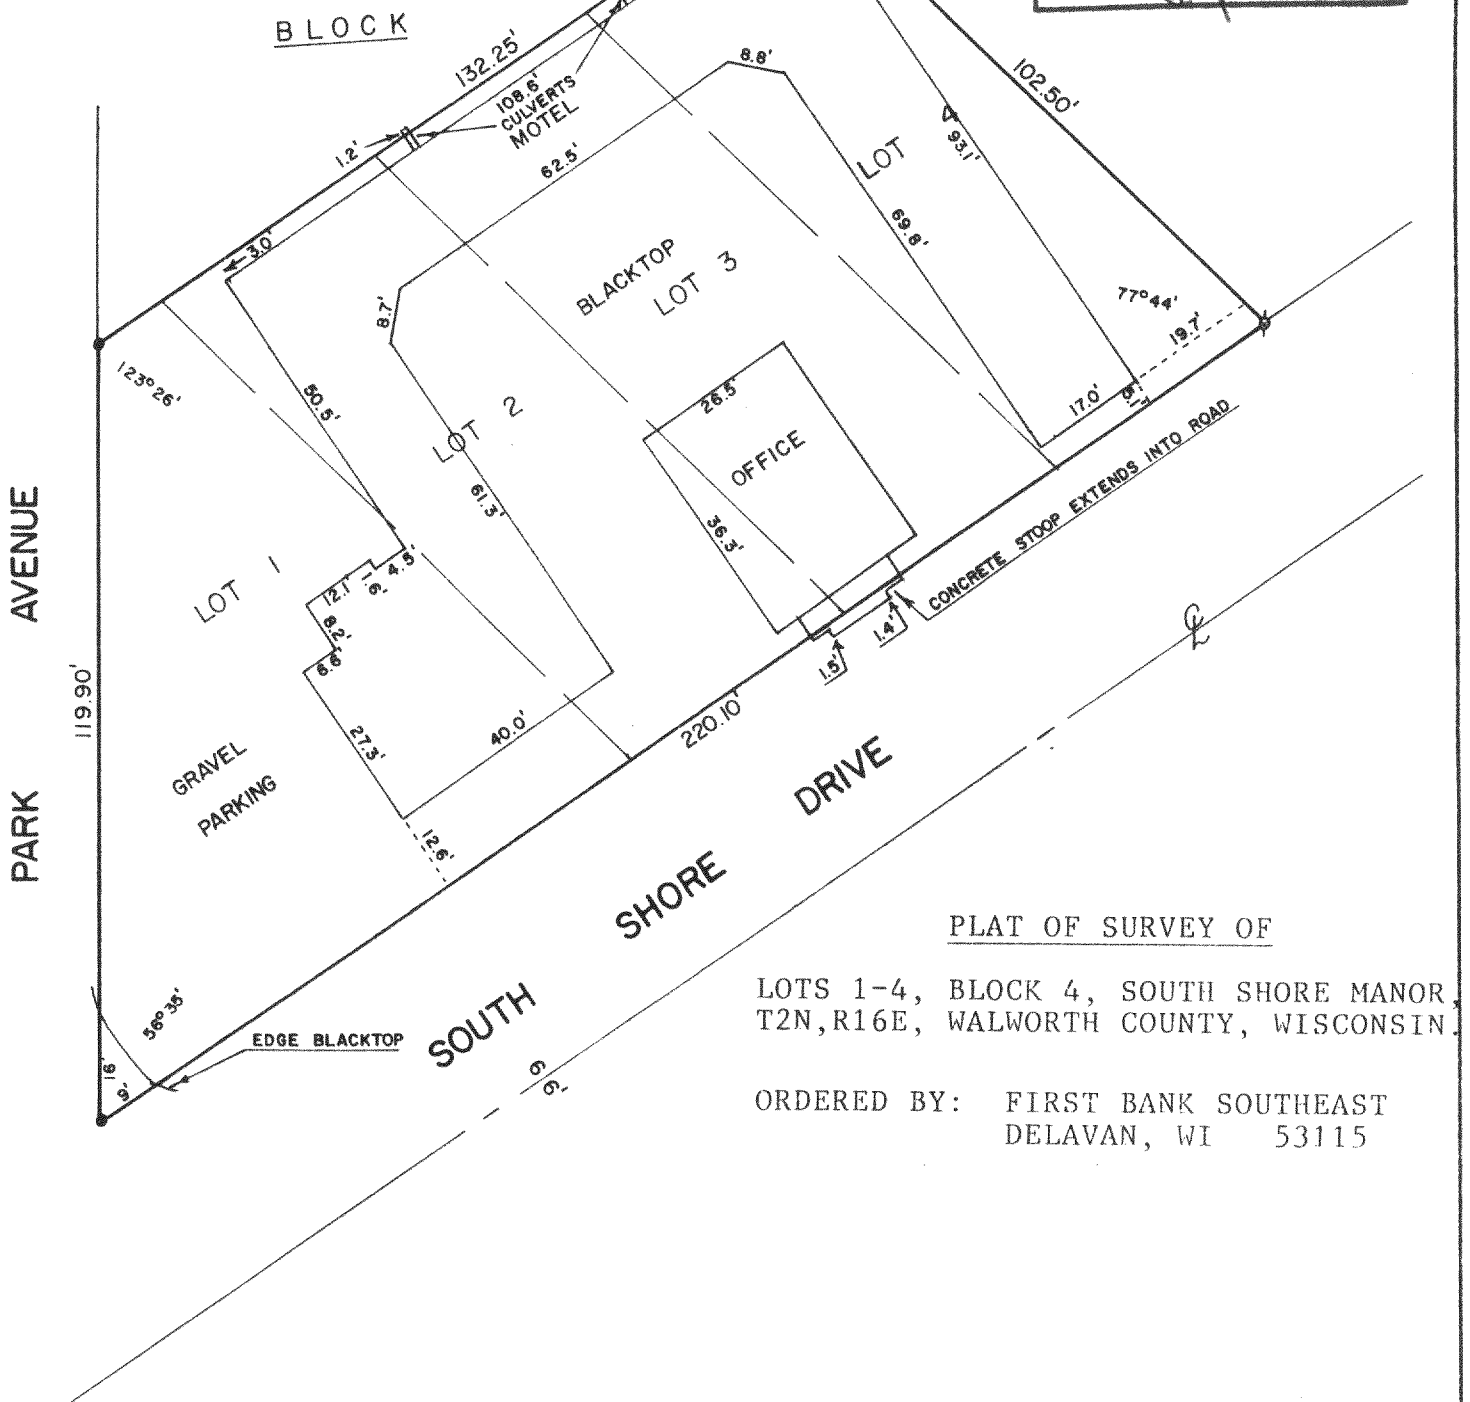 BLOCK
132.25'
108.6'
CULVERTS
MOTEL
8.8'
102.50'
1.2'
62.5'
LOT 4
93.1'
3.0'
69.8'
BLACKTOP
LOT 3
8.7'
77°44'
19.7'
123°26'
50.5'
26.5'
17.0'
LOT 2
OFFICE
61.3'
36.3'
CONCRETE STOOP EXTENDS INTO ROAD
PARK AVENUE
LOT 1
12.1'
4.5'
8.2'
1.4'
1.5'
119.90'
27.3'
40.0'
220.10'
GRAVEL
PARKING
12.6'
SOUTH SHORE DRIVE
56°35'
EDGE BLACKTOP
16'
9'
66'
PLAT OF SURVEY OF
LOTS 1-4, BLOCK 4, SOUTH SHORE MANOR,
T2N,R16E, WALWORTH COUNTY, WISCONSIN.
ORDERED BY: FIRST BANK SOUTHEAST
DELAVAN, WI 53115